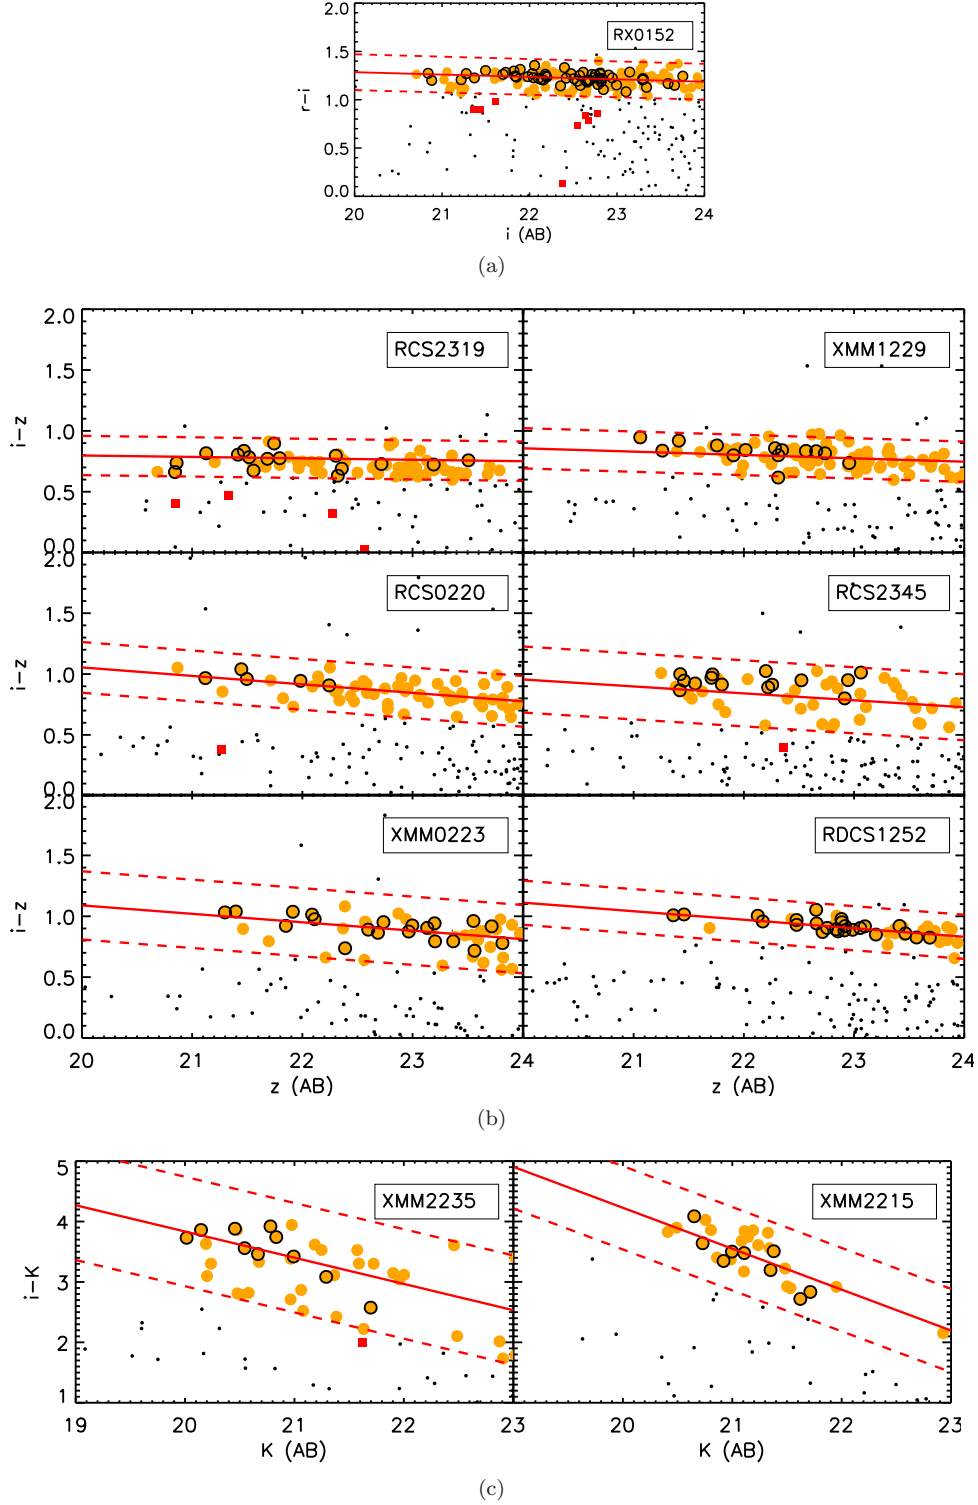 2.0
RX0152
1.5
1.0
0.5
0.0
r−i
20 21 22 23 24
i (AB)
(a)
2.0
RCS2319 XMM1229
1.5
1.0
0.5
0.0
i−z
2.0
RCS0220 RCS2345
1.5
1.0
0.5
0.0
i−z
2.0
XMM0223 RDCS1252
1.5
1.0
0.5
0.0
i−z
20 21 22 23 24 21 22 23 24
z (AB) z (AB)
(b)
5
XMM2235 XMM2215
4
3
2
1
i−K
19 20 21 22 23 20 21 22 23
K (AB) K (AB)
(c)